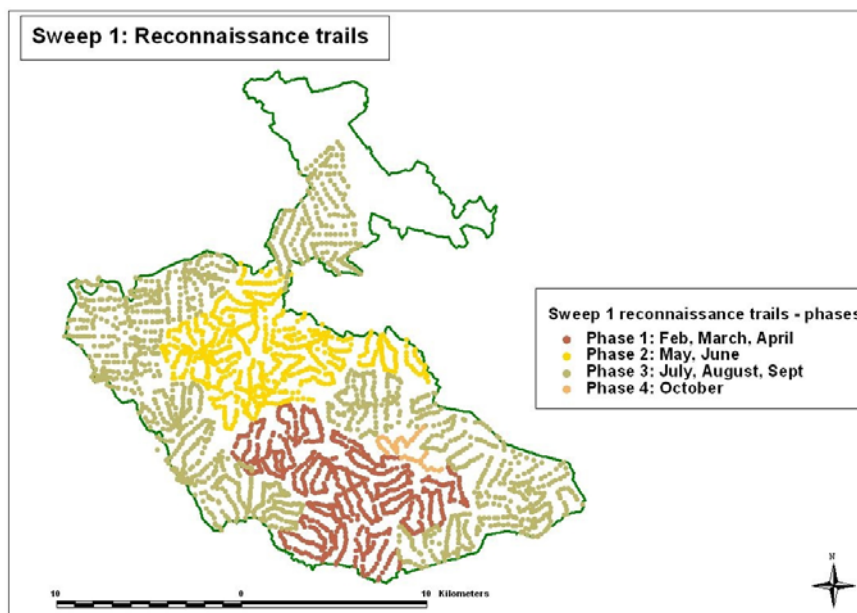 Sweep 1: Reconnaissance trails
Sweep 1 reconnaissance trails - phases
Phase 1: Feb, March, April
Phase 2: May, June
Phase 3: July, August, Sept
Phase 4: October
N
10 0 10 Kilometers